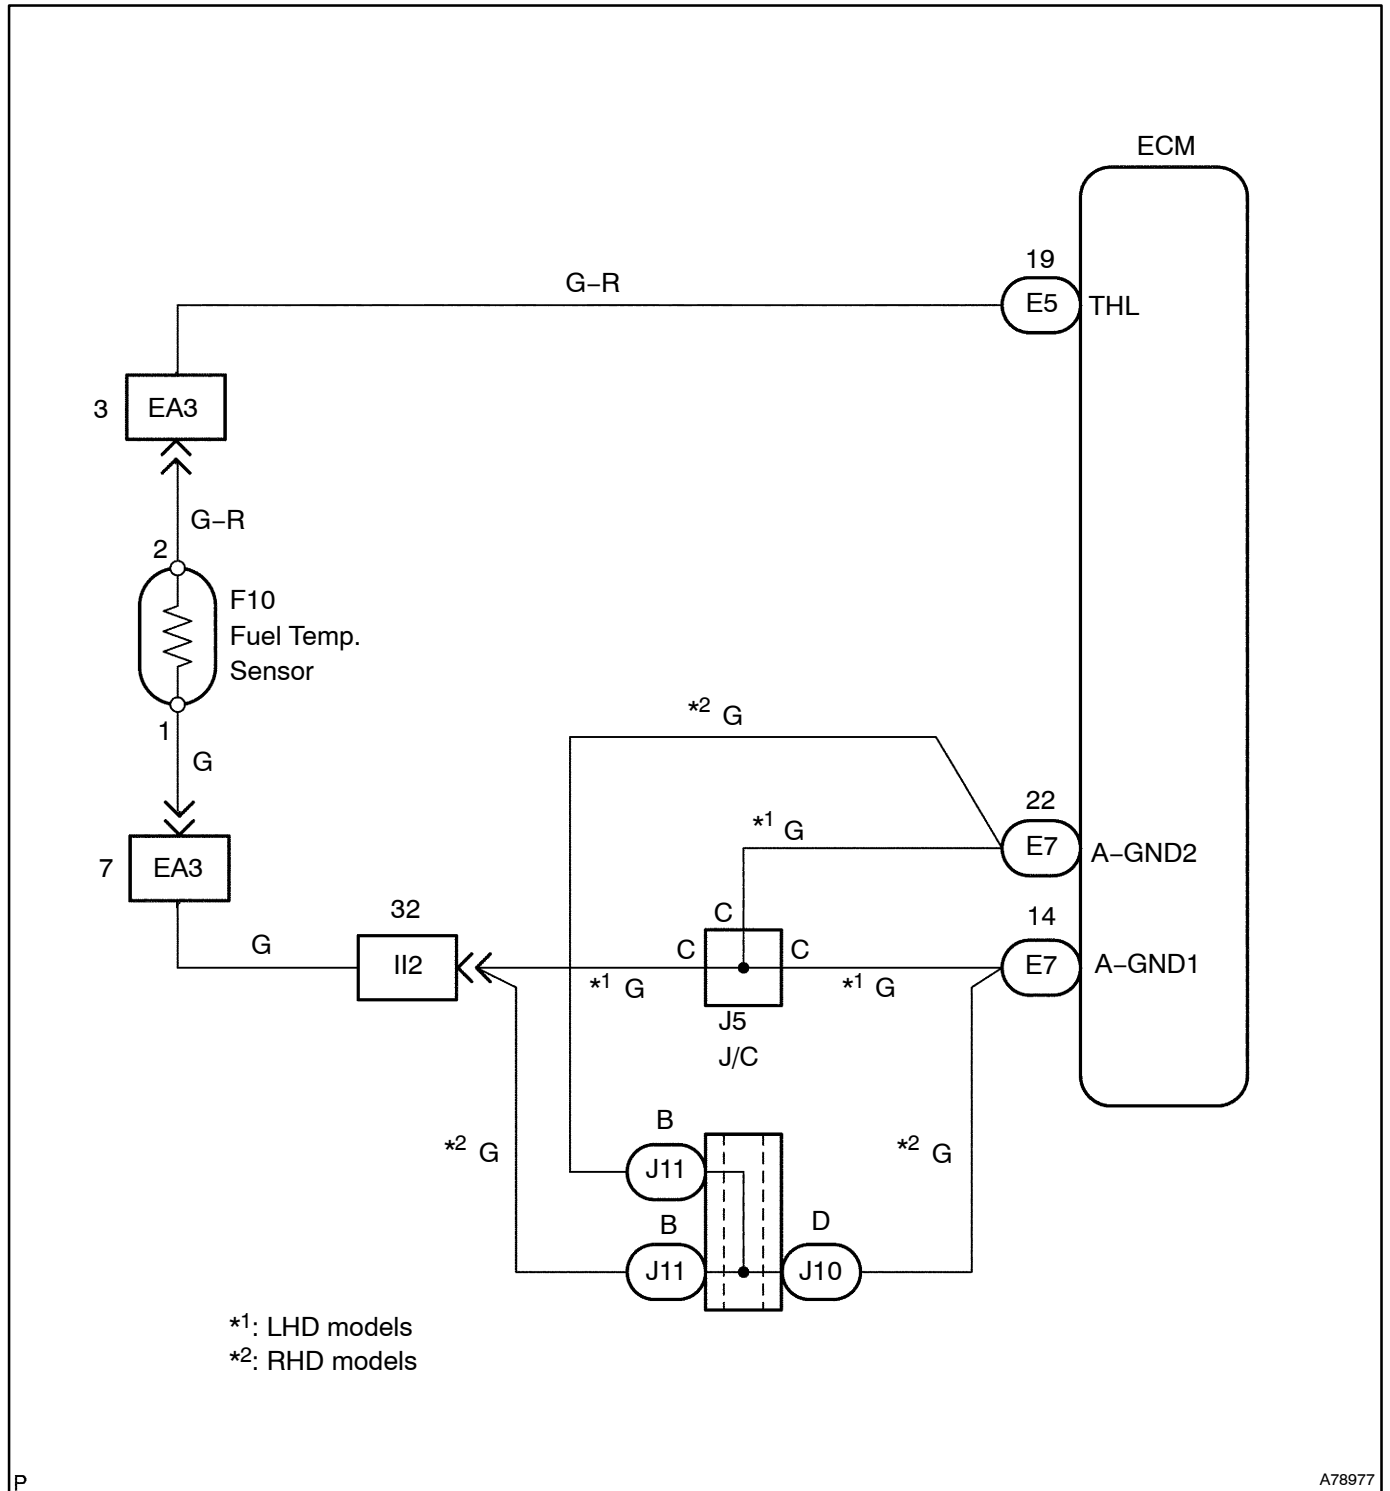 ECM
19
G–R
E5
THL
3
EA3
G–R
2
F10
Fuel Temp.
Sensor
1
G
*2 G
22
*1 G
E7
A–GND2
7
EA3
32
C
14
G
II2
C
C
E7
A–GND1
*1 G
*1 G
J5
J/C
B
*2 G
*2 G
J11
B
D
J11
J10
*1: LHD models
*2: RHD models
P
A78977